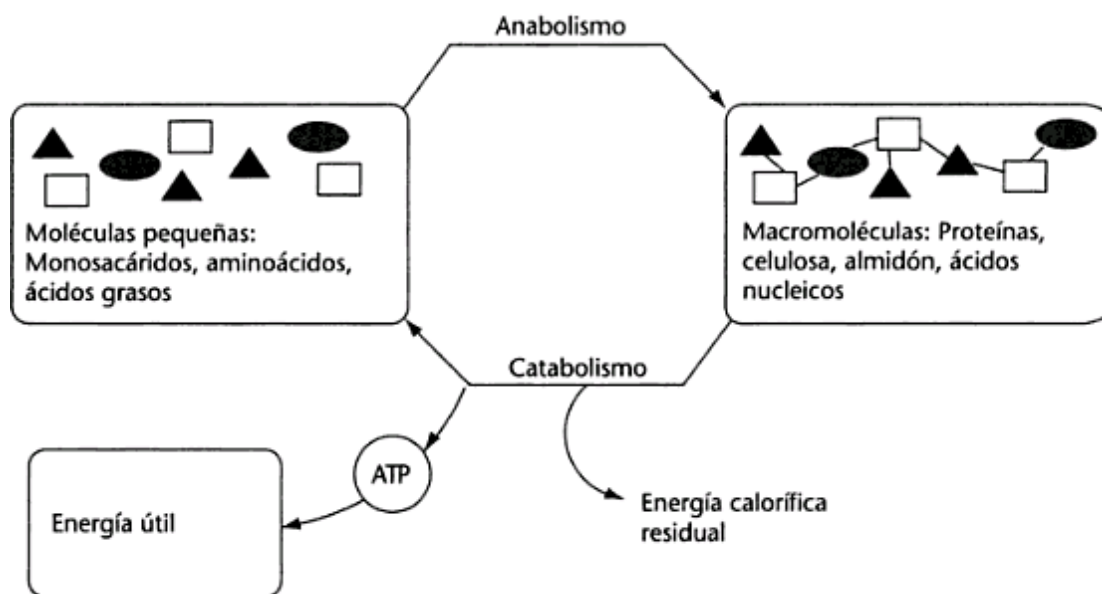 Anabolismo
Moléculas pequeñas:
Monosacáridos, aminoácidos,
ácidos grasos
Macromoléculas: Proteínas,
celulosa, almidón, ácidos
nucleicos
Catabolismo
ATP
Energía útil
Energía calorífica
residual